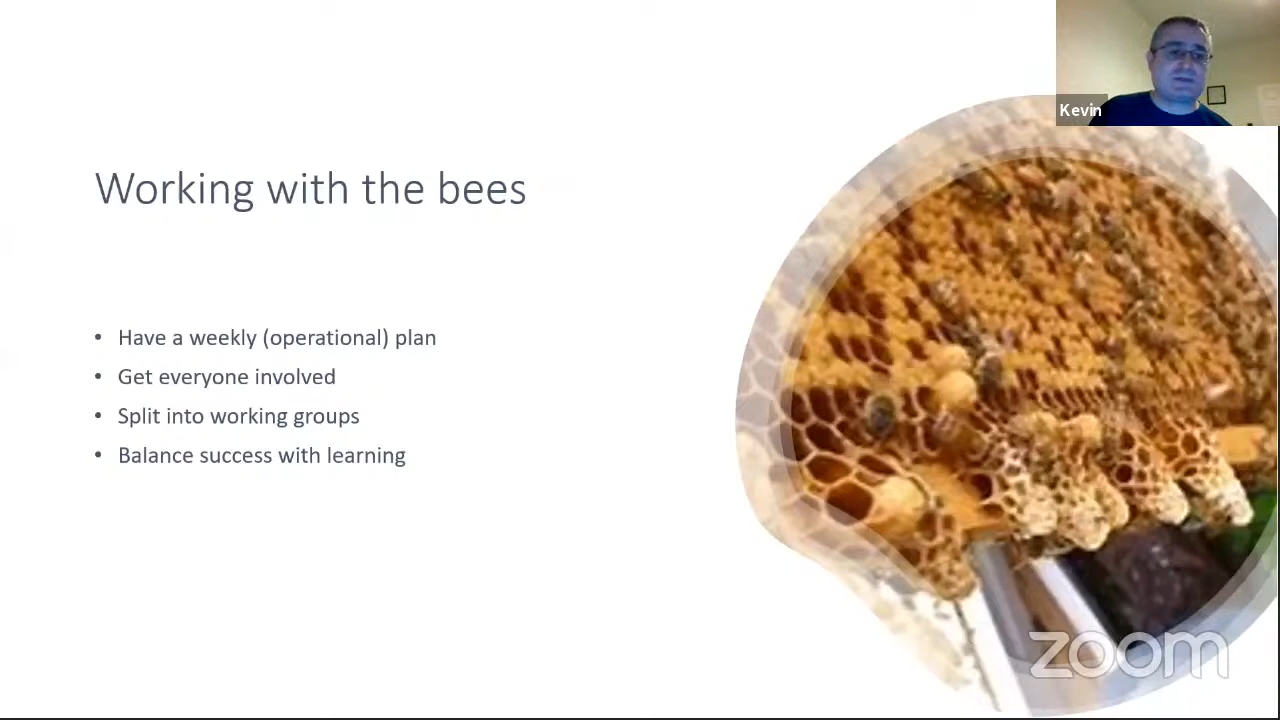 Kevin
Working with the bees
• Have a weekly (operational) plan
• Get everyone involved
• Split into working groups
• Balance success with learning
zoom